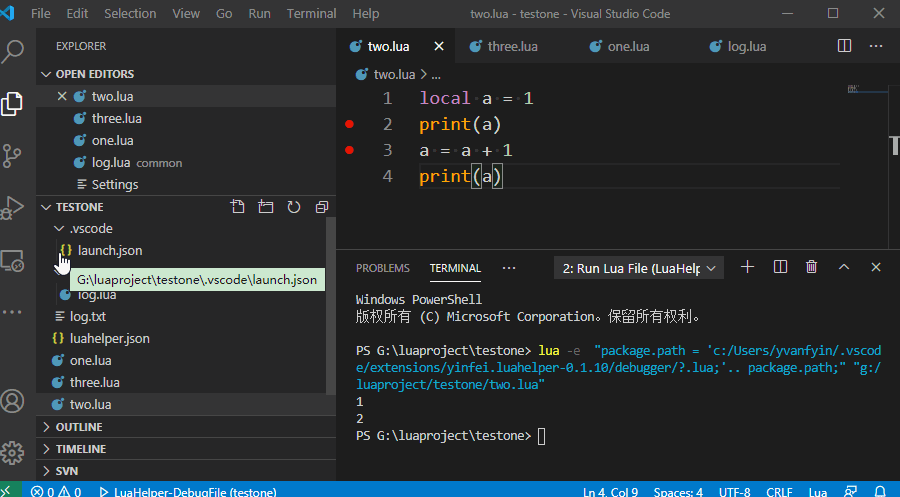 File Edit Selection View Go Run Terminal Help two.lua - testone - Visual Studio Code
EXPLORER
OPEN EDITORS
two.lua
three.lua
one.lua
log.lua common
Settings
TESTONE
.vscode
{} launch.json
G:\luaproject\testone\.vscode\launch.json
log.lua
log.txt
{} luahelper.json
one.lua
three.lua
two.lua
OUTLINE
TIMELINE
SVN
two.lua three.lua one.lua log.lua
two.lua > ...
1 local a = 1
2 print(a)
3 a = a + 1
4 print(a)
PROBLEMS TERMINAL ... 2: Run Lua File (LuaHelp
Windows PowerShell
版权所有 (C) Microsoft Corporation。保留所有权利。
PS G:\luaproject\testone> lua -e "package.path = 'c:/Users/yvanfyin/.vscod
e/extensions/yinfei.luahelper-0.1.10/debugger/?.lua;'.. package.path;" "g:/
luaproject/testone/two.lua"
1
2
PS G:\luaproject\testone>
0 0 LuaHelper-DebugFile (testone) Ln 4, Col 9 Spaces: 4 UTF-8 CRLF Lua